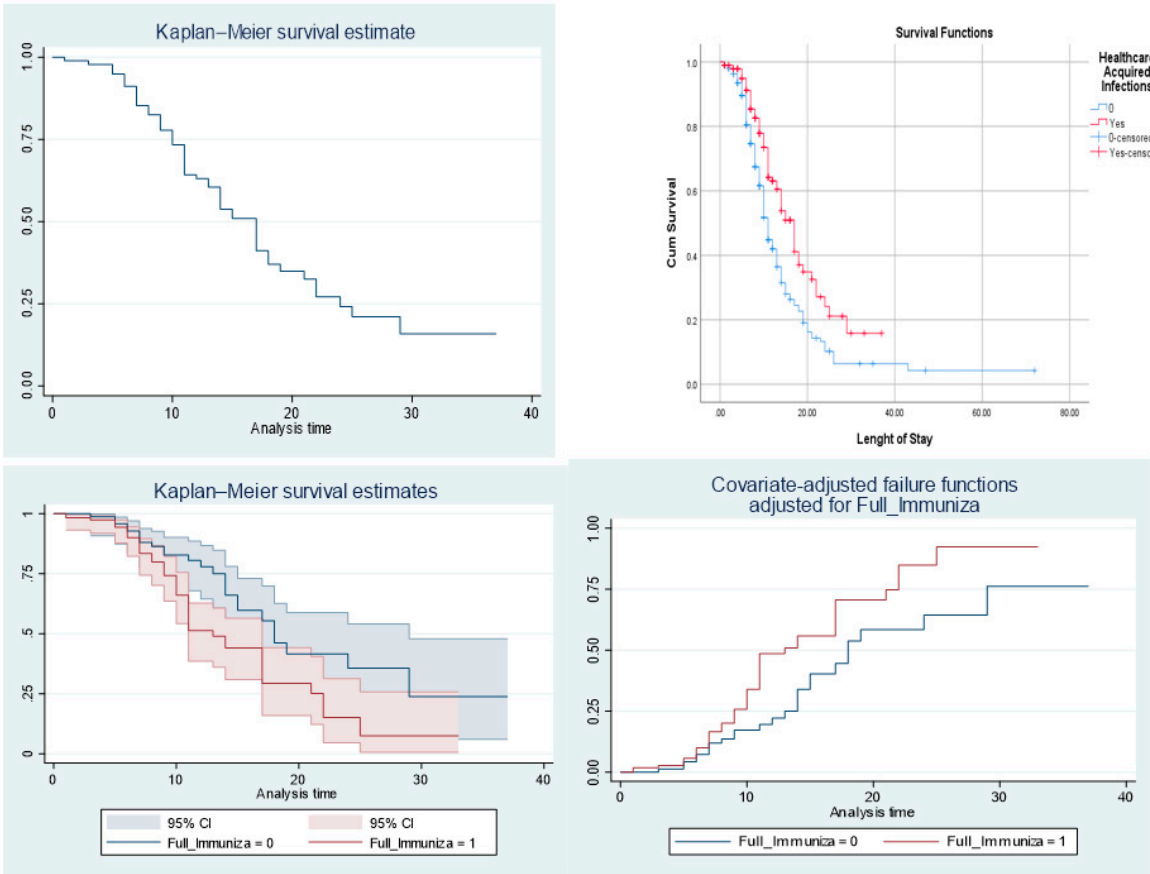 Kaplan–Meier survival estimate
1.00
0.75
0.50
0.25
0.00
0 10 20 30 40
Analysis time
Survival Functions
Cum Survival
1.0
0.8
0.6
0.4
0.2
0.0
.00 20.00 40.00 60.00 80.00
Lenght of Stay
Healthcare
Acquired
Infections
0
Yes
0-censored
Yes-censo
Kaplan–Meier survival estimates
1
.75
.5
.25
0
0 10 20 30 40
Analysis time
95% CI 95% CI
Full_Immuniza = 0 Full_Immuniza = 1
Covariate-adjusted failure functions
adjusted for Full_Immuniza
1.00
0.75
0.50
0.25
0.00
0 10 20 30 40
Analysis time
Full_Immuniza = 0 Full_Immuniza = 1